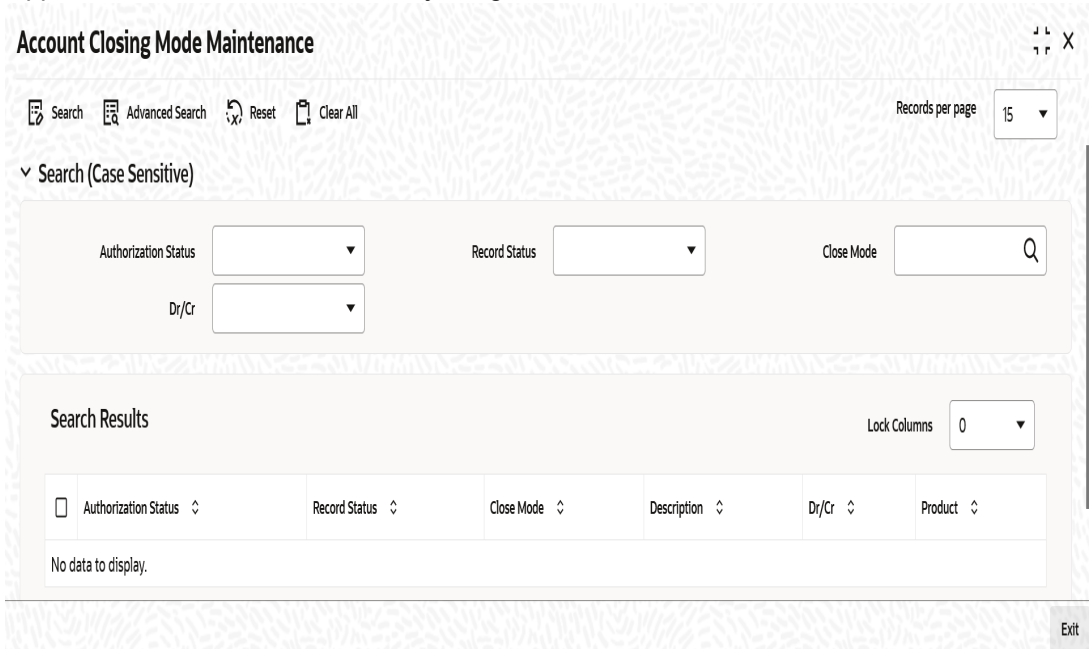 Account Closing Mode Maintenance
Search Advanced Search Reset Clear All Records per page 15
Search (Case Sensitive)
Authorization Status Record Status Close Mode
Dr/Cr
Search Results Lock Columns 0
Authorization Status Record Status Close Mode Description Dr/Cr Product
No data to display.
Exit